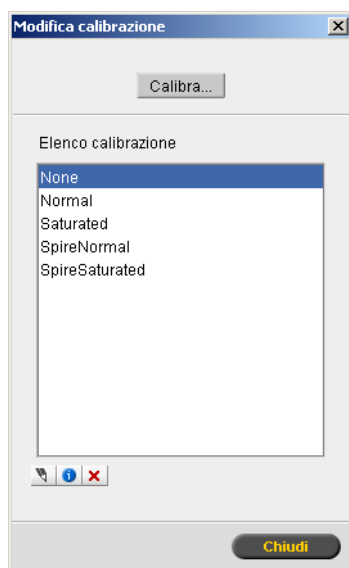 Modifica calibrazione
Calibra...
Elenco calibrazione
None
Normal
Saturated
SpireNormal
SpireSaturated
Chiudi